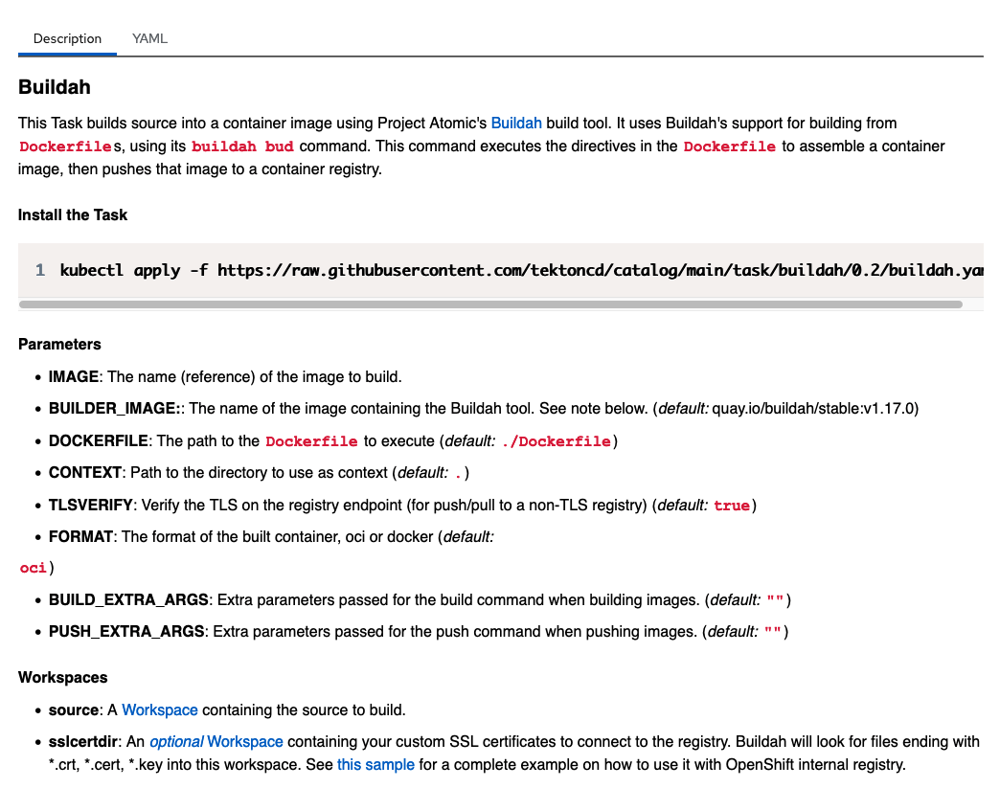 Description YAML
Buildah
This Task builds source into a container image using Project Atomic's Buildah build tool. It uses Buildah's support for building from
Dockerfiles, using its buildah bud command. This command executes the directives in the Dockerfile to assemble a container
image, then pushes that image to a container registry.
Install the Task
1 kubectl apply -f https://raw.githubusercontent.com/tektoncd/catalog/main/task/buildah/0.2/buildah.ya
Parameters
• IMAGE: The name (reference) of the image to build.
• BUILDER_IMAGE:: The name of the image containing the Buildah tool. See note below. (default: quay.io/buildah/stable:v1.17.0)
• DOCKERFILE: The path to the Dockerfile to execute (default: ./Dockerfile)
• CONTEXT: Path to the directory to use as context (default: .)
• TLSVERIFY: Verify the TLS on the registry endpoint (for push/pull to a non-TLS registry) (default: true)
• FORMAT: The format of the built container, oci or docker (default:
oci)
• BUILD_EXTRA_ARGS: Extra parameters passed for the build command when building images. (default: "")
• PUSH_EXTRA_ARGS: Extra parameters passed for the push command when pushing images. (default: "")
Workspaces
• source: A Workspace containing the source to build.
• sslcertdir: An optional Workspace containing your custom SSL certificates to connect to the registry. Buildah will look for files ending with
*.crt, *.cert, *.key into this workspace. See this sample for a complete example on how to use it with OpenShift internal registry.